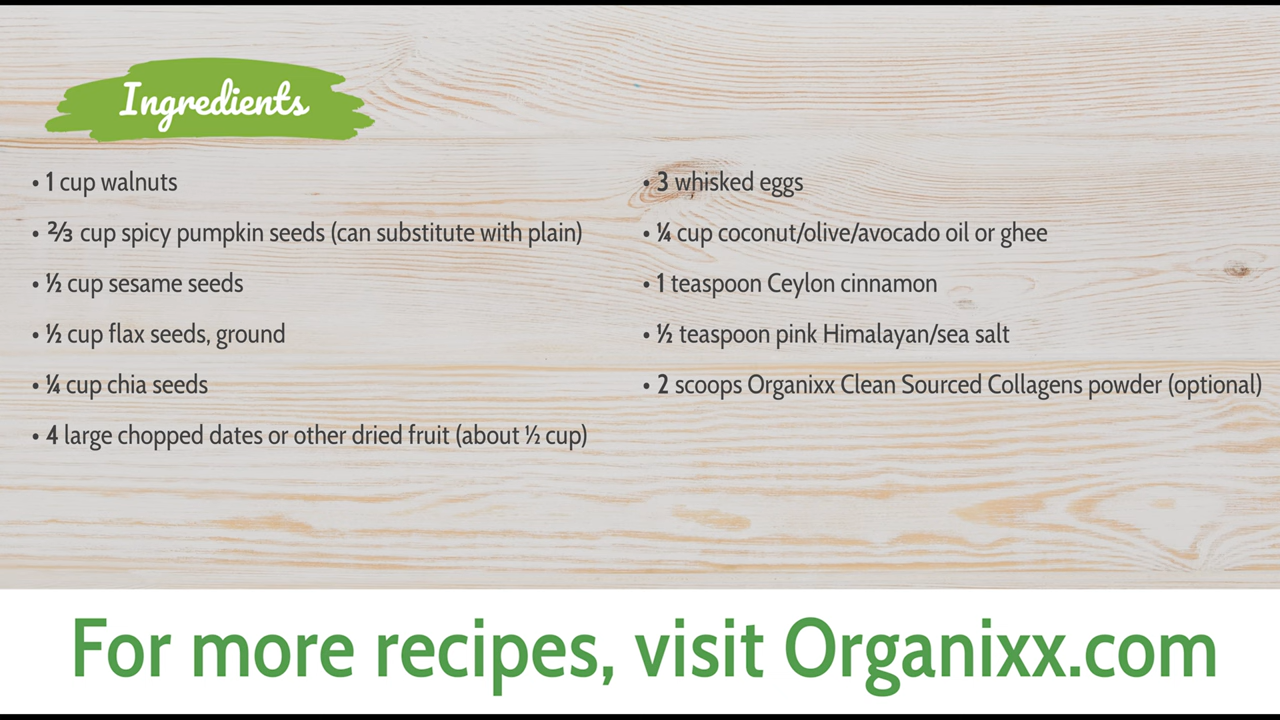 Ingredients
• 1 cup walnuts
• ⅔ cup spicy pumpkin seeds (can substitute with plain)
• ½ cup sesame seeds
• ½ cup flax seeds, ground
• ¼ cup chia seeds
• 4 large chopped dates or other dried fruit (about ½ cup)
• 3 whisked eggs
• ¼ cup coconut/olive/avocado oil or ghee
• 1 teaspoon Ceylon cinnamon
• ½ teaspoon pink Himalayan/sea salt
• 2 scoops Organixx Clean Sourced Collagens powder (optional)
For more recipes, visit Organixx.com